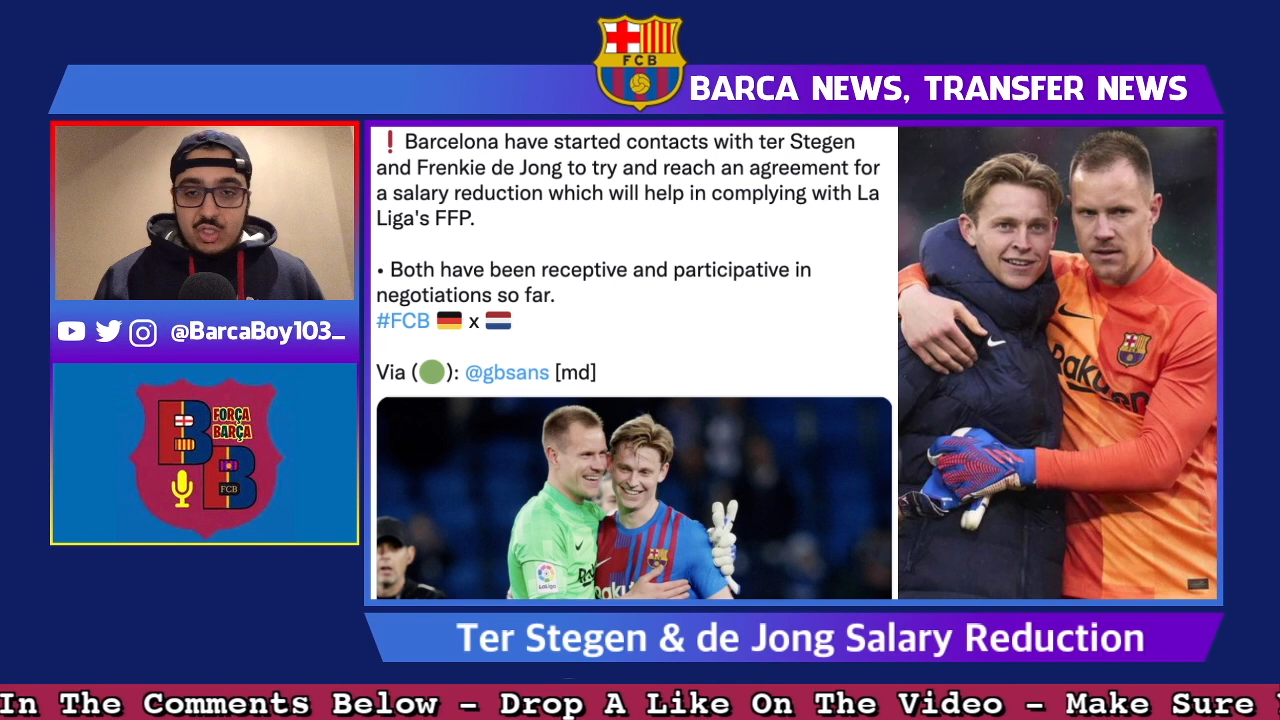 FCB
BARCA NEWS, TRANSFER NEWS
❗ Barcelona have started contacts with ter Stegen
and Frenkie de Jong to try and reach an agreement for
a salary reduction which will help in complying with La
Liga's FFP.
• Both have been receptive and participative in
negotiations so far.
#FCB 🇩🇪 x 🇳🇱
Via (🟢): @gbsans [md]
@BarcaBoy103_
B FORÇA
BARÇA
B
FCB
LaLiga
Rakuten
Ter Stegen & de Jong Salary Reduction
In The Comments Below - Drop A Like On The Video - Make Sure